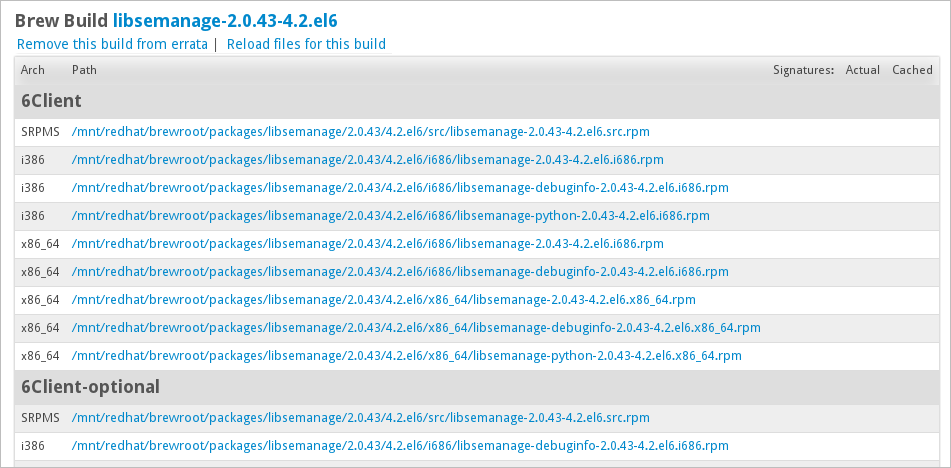 Brew Build libsemanage-2.0.43-4.2.el6
Remove this build from errata | Reload files for this build
Arch Path Signatures: Actual Cached
6Client
SRPMS /mnt/redhat/brewroot/packages/libsemanage/2.0.43/4.2.el6/src/libsemanage-2.0.43-4.2.el6.src.rpm
i386 /mnt/redhat/brewroot/packages/libsemanage/2.0.43/4.2.el6/i686/libsemanage-2.0.43-4.2.el6.i686.rpm
i386 /mnt/redhat/brewroot/packages/libsemanage/2.0.43/4.2.el6/i686/libsemanage-debuginfo-2.0.43-4.2.el6.i686.rpm
i386 /mnt/redhat/brewroot/packages/libsemanage/2.0.43/4.2.el6/i686/libsemanage-python-2.0.43-4.2.el6.i686.rpm
x86_64 /mnt/redhat/brewroot/packages/libsemanage/2.0.43/4.2.el6/i686/libsemanage-2.0.43-4.2.el6.i686.rpm
x86_64 /mnt/redhat/brewroot/packages/libsemanage/2.0.43/4.2.el6/i686/libsemanage-debuginfo-2.0.43-4.2.el6.i686.rpm
x86_64 /mnt/redhat/brewroot/packages/libsemanage/2.0.43/4.2.el6/x86_64/libsemanage-2.0.43-4.2.el6.x86_64.rpm
x86_64 /mnt/redhat/brewroot/packages/libsemanage/2.0.43/4.2.el6/x86_64/libsemanage-debuginfo-2.0.43-4.2.el6.x86_64.rpm
x86_64 /mnt/redhat/brewroot/packages/libsemanage/2.0.43/4.2.el6/x86_64/libsemanage-python-2.0.43-4.2.el6.x86_64.rpm
6Client-optional
SRPMS /mnt/redhat/brewroot/packages/libsemanage/2.0.43/4.2.el6/src/libsemanage-2.0.43-4.2.el6.src.rpm
i386 /mnt/redhat/brewroot/packages/libsemanage/2.0.43/4.2.el6/i686/libsemanage-debuginfo-2.0.43-4.2.el6.i686.rpm